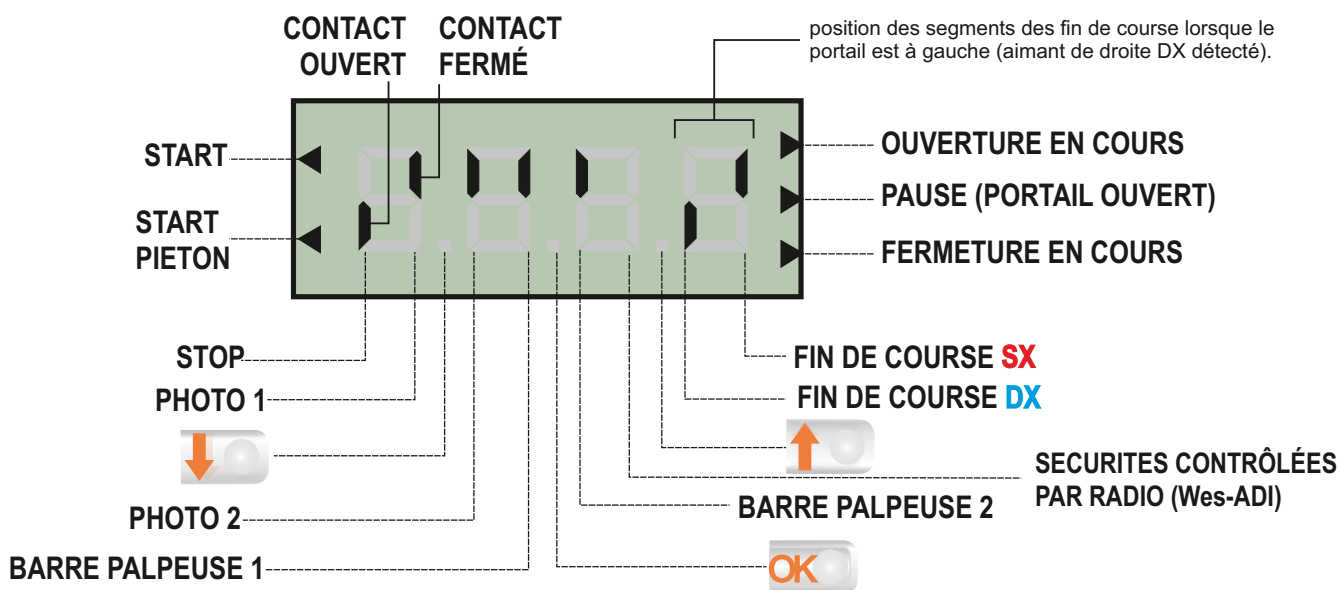 CONTACT OUVERT
CONTACT FERMÉ
position des segments des fin de course lorsque le
portail est à gauche (aimant de droite DX détecté).
START
START
PIETON
OUVERTURE EN COURS
PAUSE (PORTAIL OUVERT)
FERMETURE EN COURS
STOP
PHOTO 1
PHOTO 2
BARRE PALPEUSE 1
FIN DE COURSE SX
FIN DE COURSE DX
SECURITES CONTRÔLÉES
PAR RADIO (Wes-ADI)
BARRE PALPEUSE 2
OK